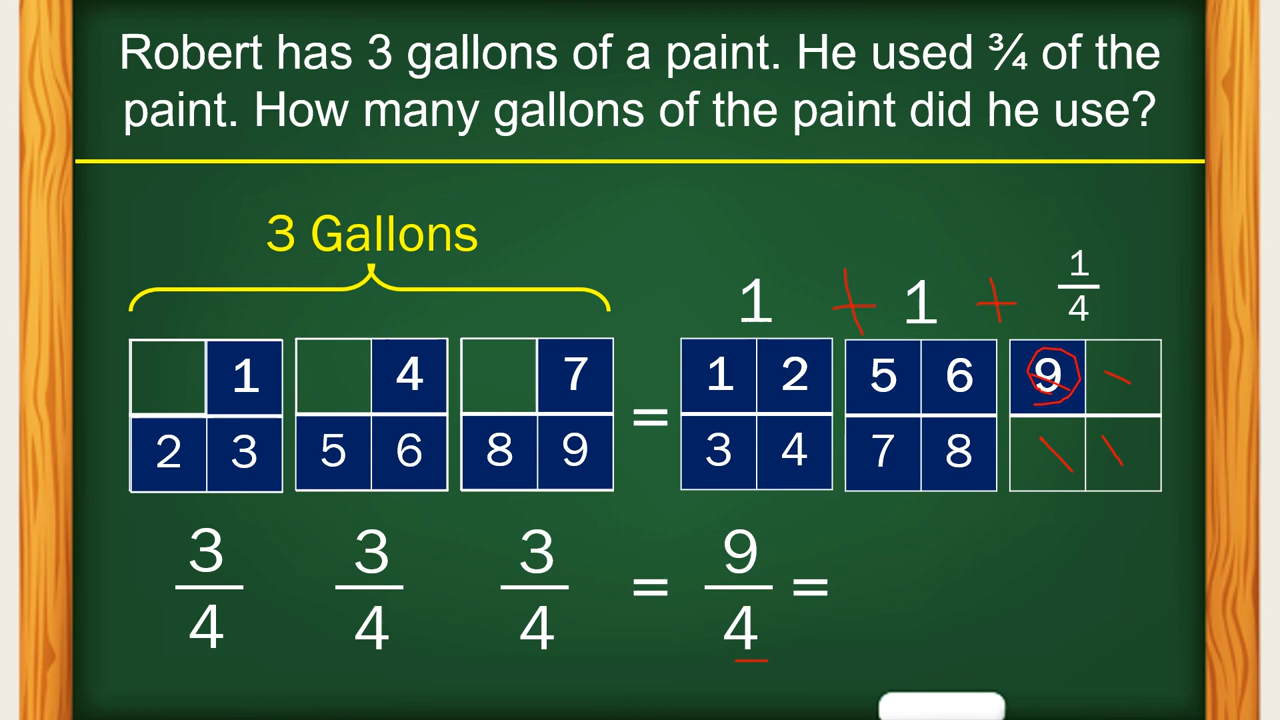 Robert has 3 gallons of a paint. He used ¾ of the
paint. How many gallons of the paint did he use?
3 Gallons
1 + 1 + 1/4
1 4 7 = 1 2 5 6 9
2 3 5 6 8 9 3 4 7 8
3/4 3/4 3/4 = 9/4 =